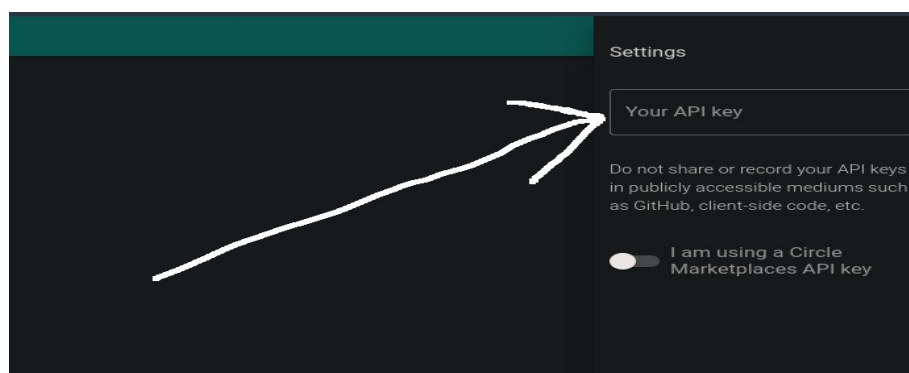 Settings
Your API key
Do not share or record your API keys
in publicly accessible mediums such
as GitHub, client-side code, etc.
I am using a Circle
Marketplaces API key